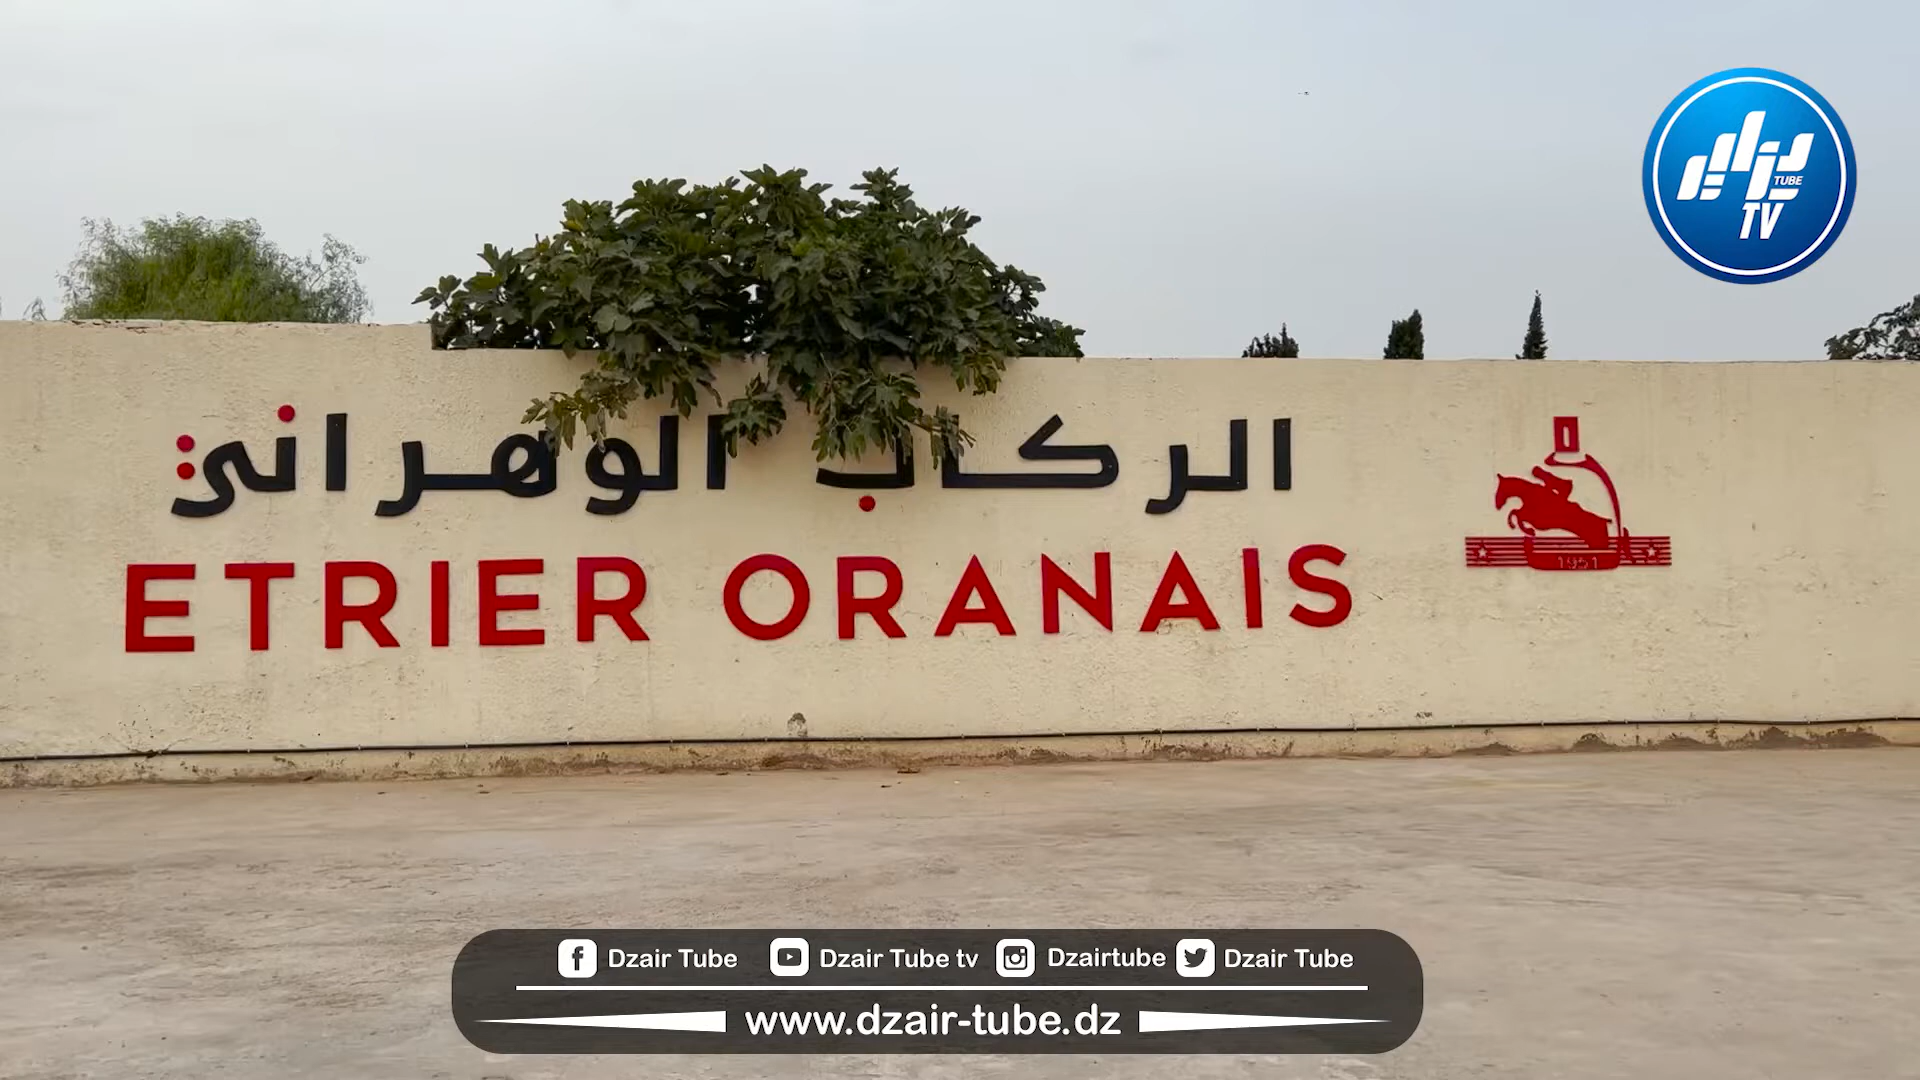 الركاب الوهراني
ETRIER ORANAIS
1951
TUBE
TV
Dzair Tube
Dzair Tube tv
Dzairtube
Dzair Tube
www.dzair-tube.dz